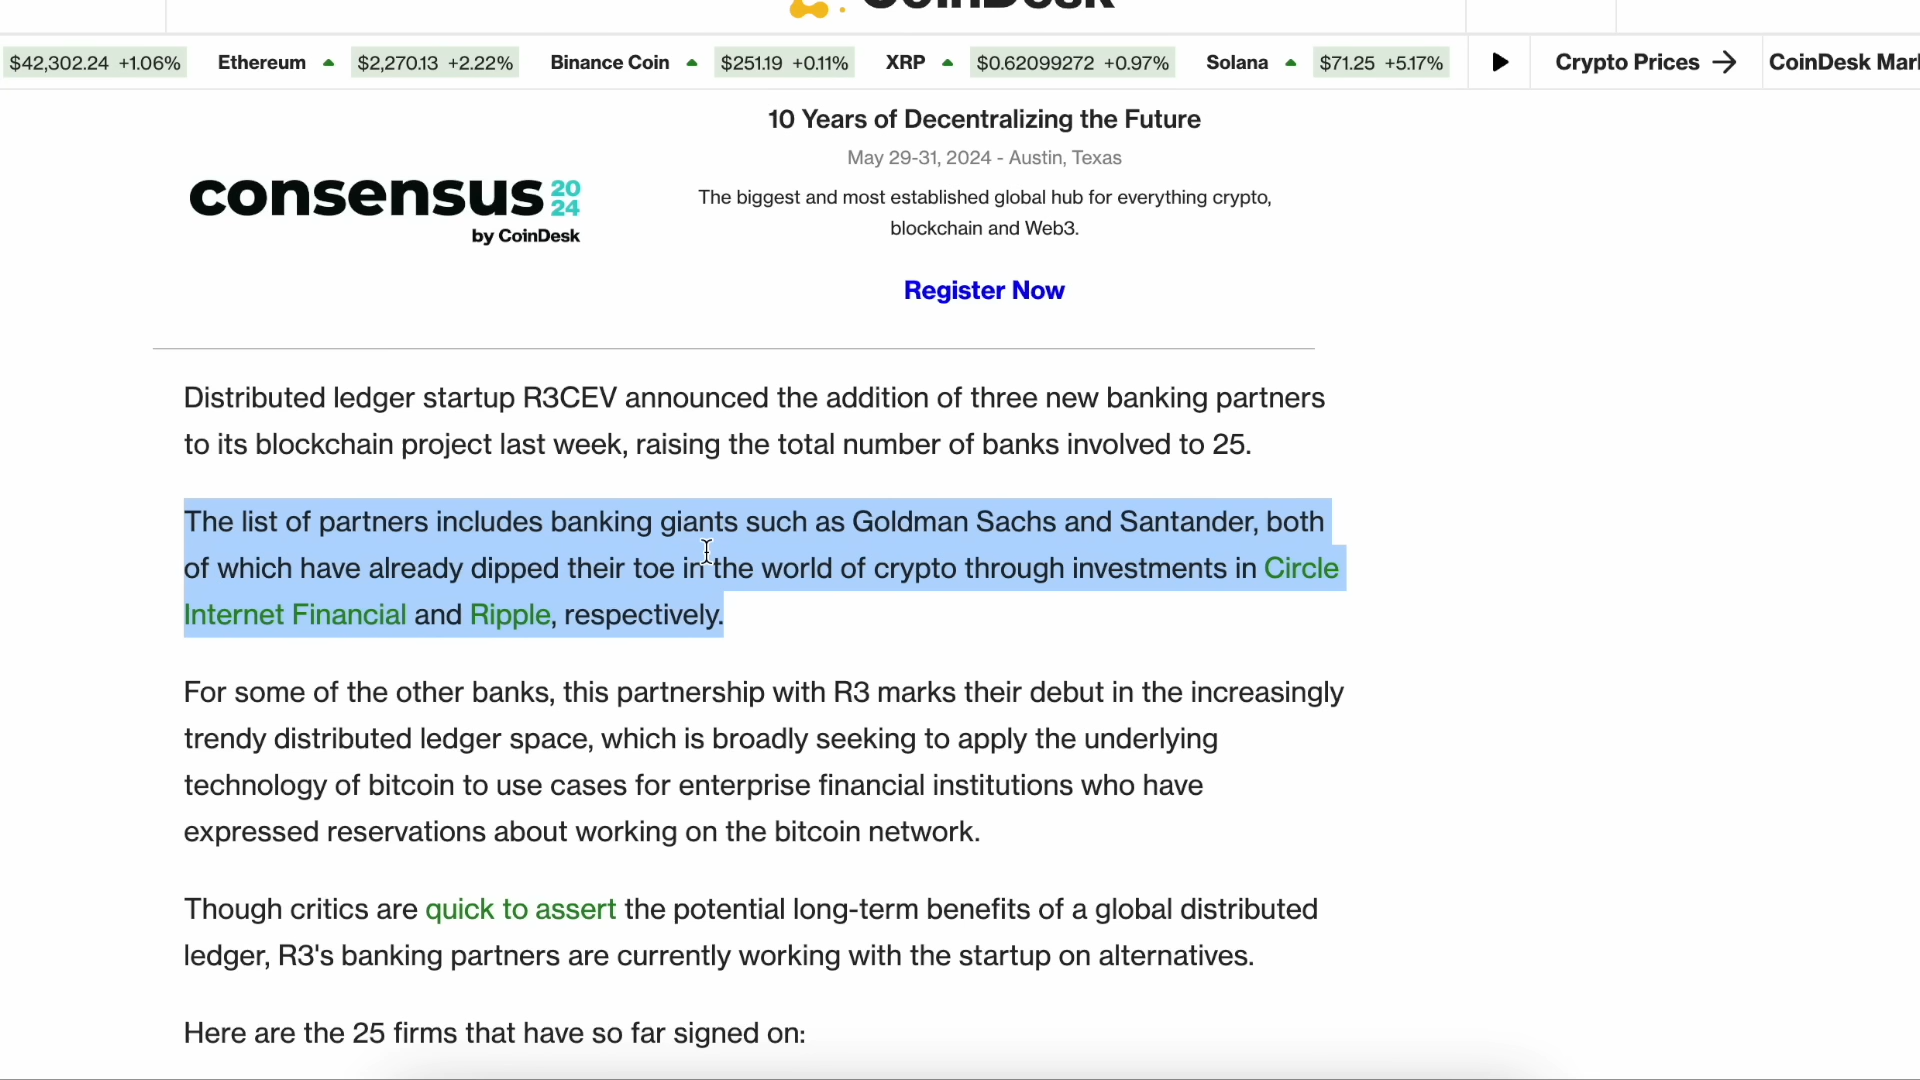 CoinDesk
$42,302.24 +1.06% Ethereum $2,270.13 +2.22% Binance Coin $251.19 +0.11% XRP $0.62099272 +0.97% Solana $71.25 +5.17% Crypto Prices → CoinDesk Mar
10 Years of Decentralizing the Future
May 29-31, 2024 - Austin, Texas
consensus 2024
by CoinDesk
The biggest and most established global hub for everything crypto,
blockchain and Web3.
Register Now
Distributed ledger startup R3CEV announced the addition of three new banking partners
to its blockchain project last week, raising the total number of banks involved to 25.
The list of partners includes banking giants such as Goldman Sachs and Santander, both
of which have already dipped their toe in the world of crypto through investments in Circle
Internet Financial and Ripple, respectively.
For some of the other banks, this partnership with R3 marks their debut in the increasingly
trendy distributed ledger space, which is broadly seeking to apply the underlying
technology of bitcoin to use cases for enterprise financial institutions who have
expressed reservations about working on the bitcoin network.
Though critics are quick to assert the potential long-term benefits of a global distributed
ledger, R3's banking partners are currently working with the startup on alternatives.
Here are the 25 firms that have so far signed on: